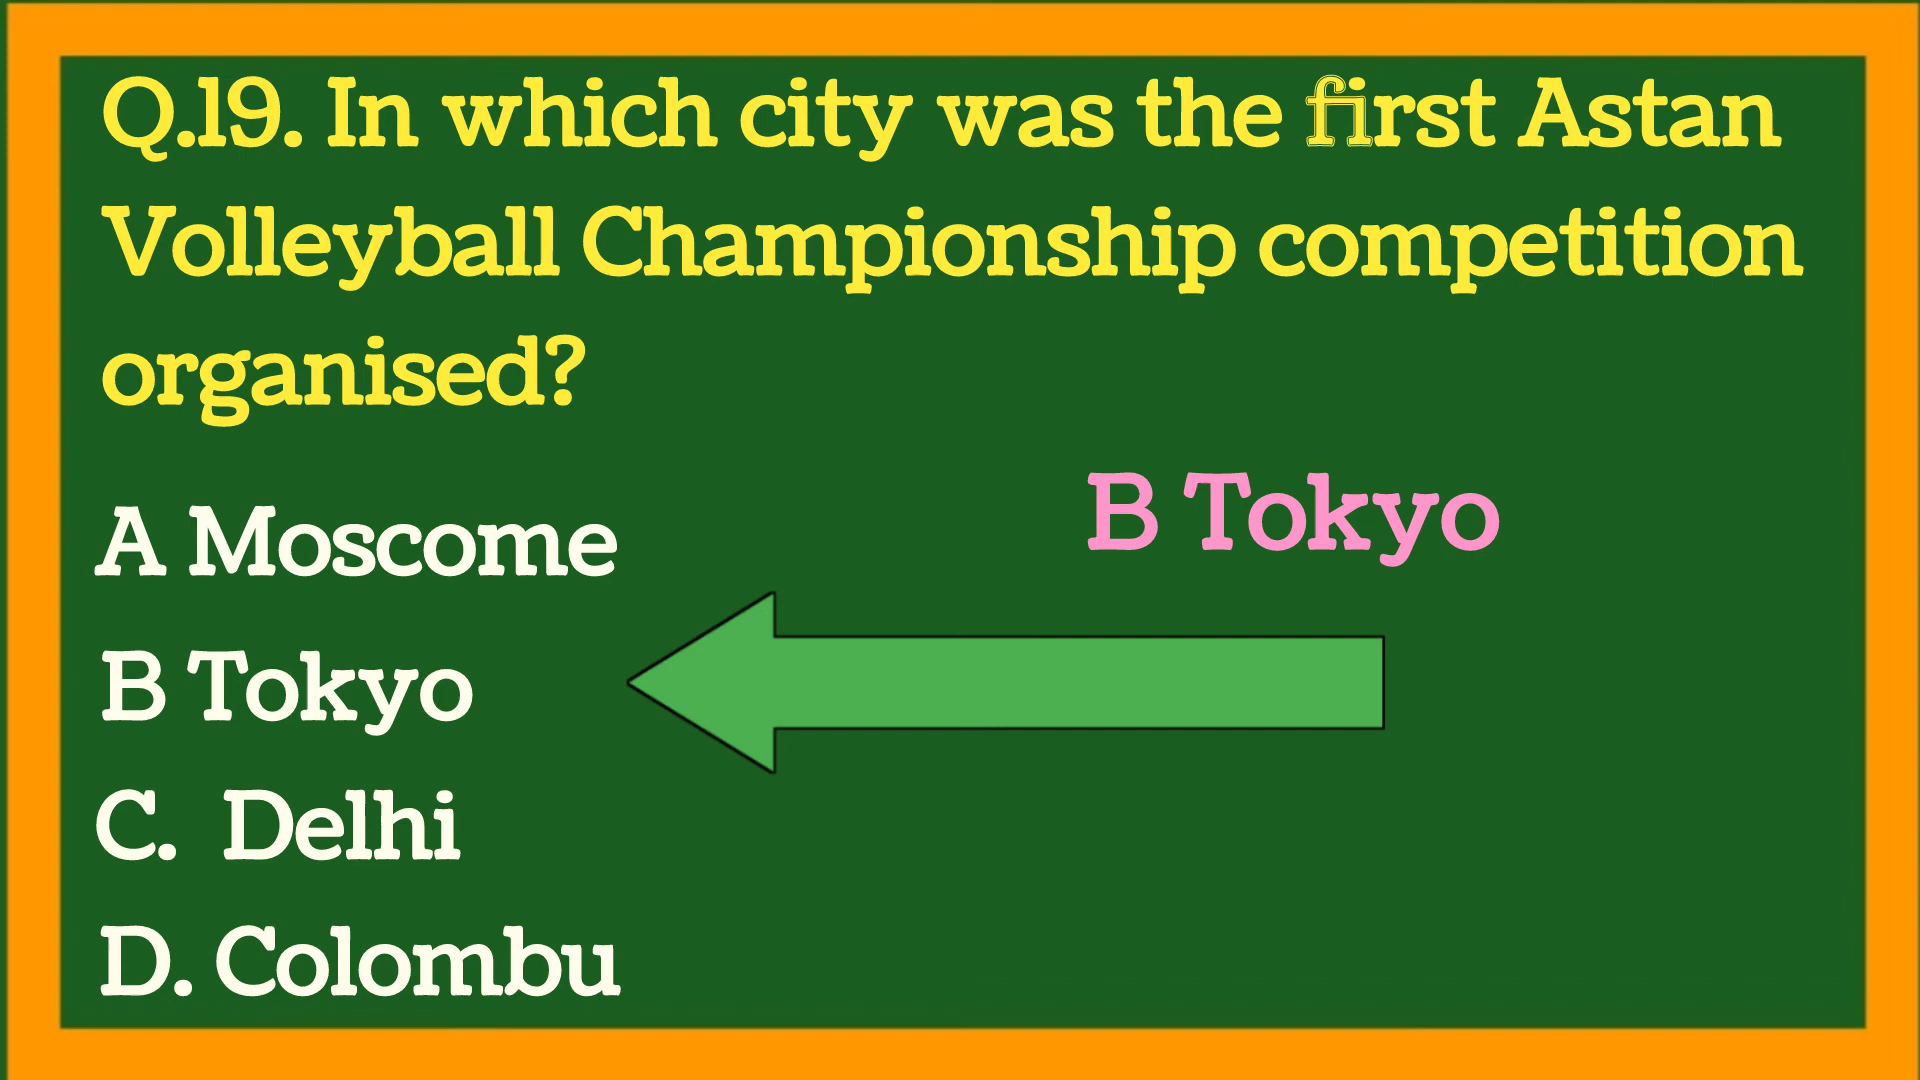 Q.19. In which city was the first Astan
Volleyball Championship competition
organised?
A Moscome
B Tokyo
B Tokyo
C. Delhi
D. Colombu